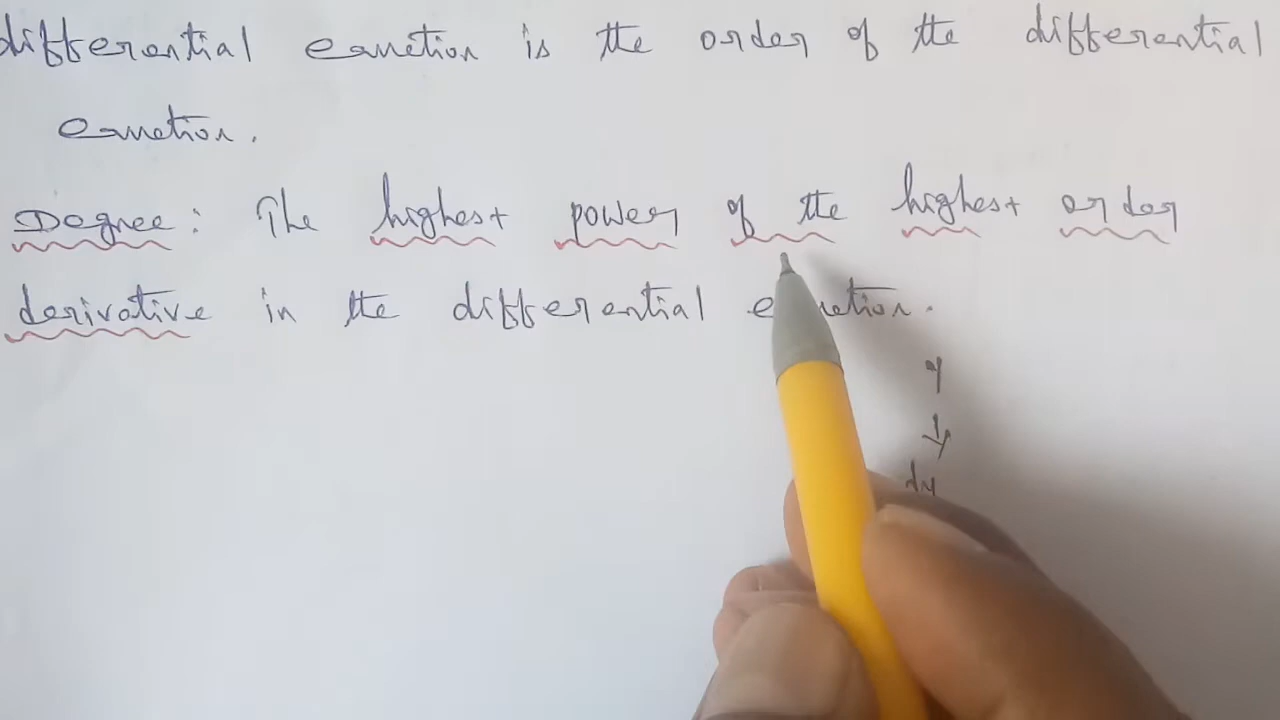 differential equation is the order of the differential
equation.
Degree: The highest power of the highest order
derivative in the differential equation.
y
↓
dy